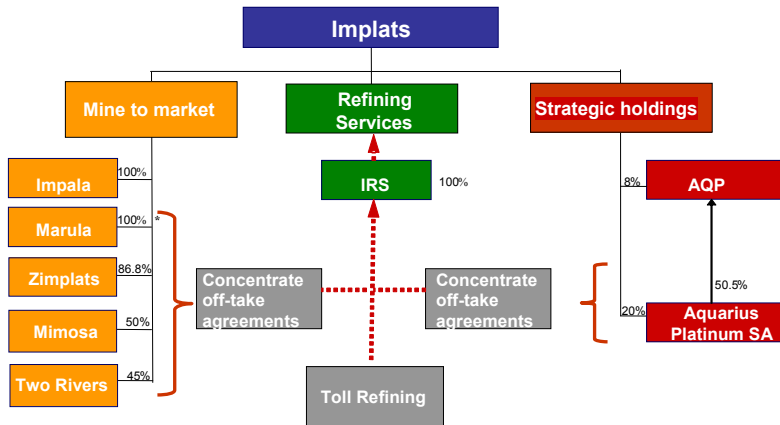 Implats
Mine to market
Refining
Services
Strategic holdings
Impala
100%
IRS
100%
8%
AQP
Marula
100% *
Zimplats
86.8%
Concentrate
off-take
agreements
Concentrate
off-take
agreements
50.5%
Mimosa
50%
20%
Aquarius
Platinum SA
Two Rivers
45%
Toll Refining